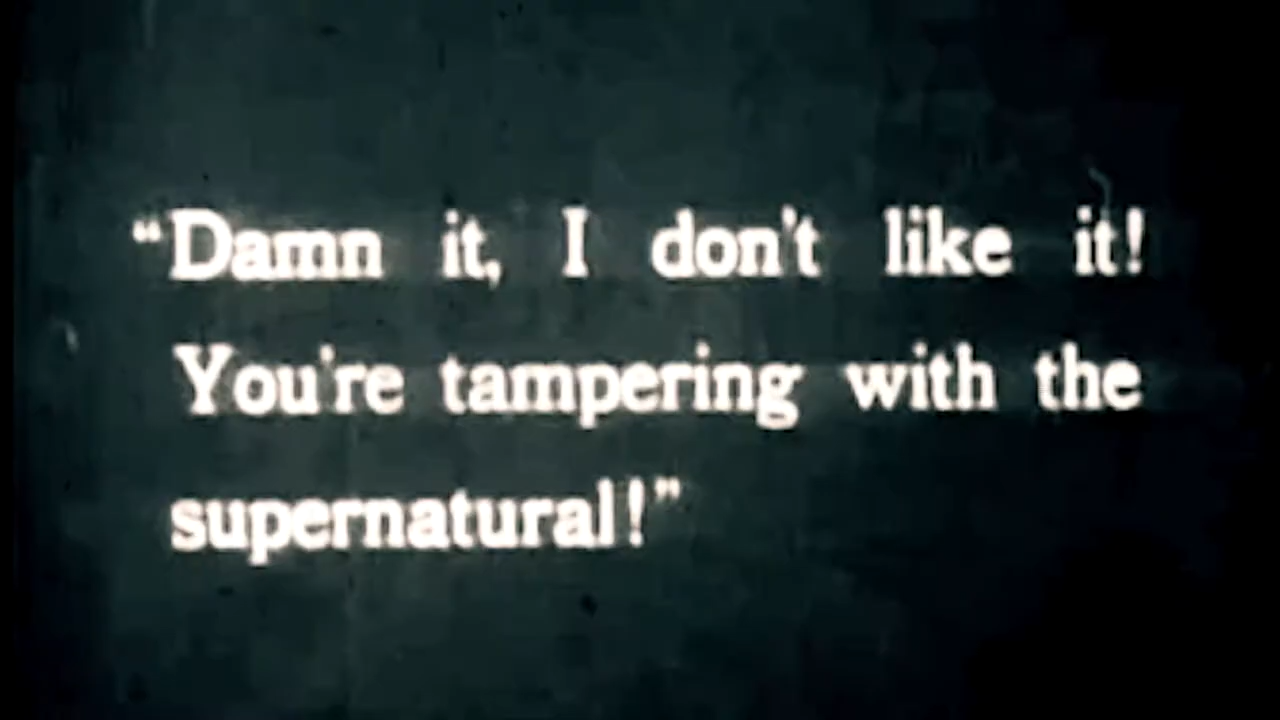 “Damn it, I don't like it!
You're tampering with the
supernatural!”